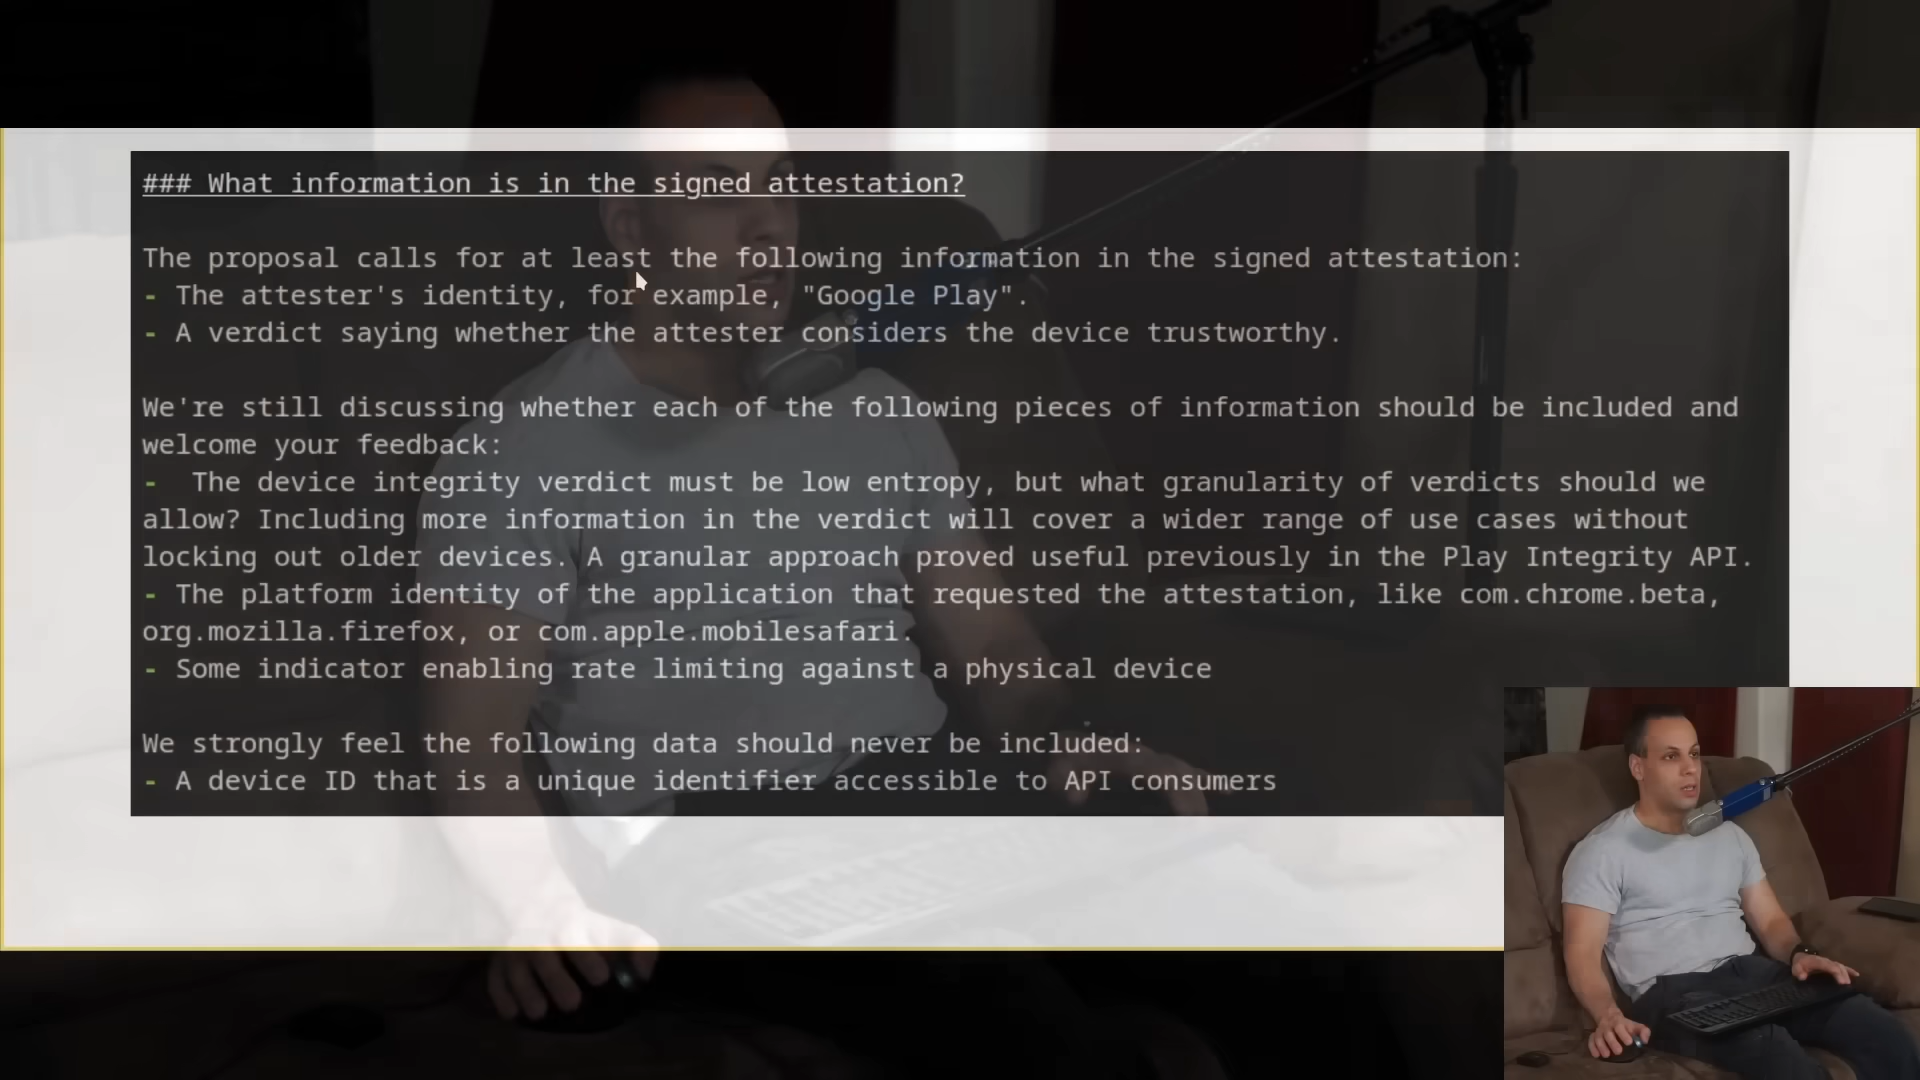 ### What information is in the signed attestation?
The proposal calls for at least the following information in the signed attestation:
- The attester's identity, for example, "Google Play".
- A verdict saying whether the attester considers the device trustworthy.
We're still discussing whether each of the following pieces of information should be included and
welcome your feedback:
- The device integrity verdict must be low entropy, but what granularity of verdicts should we
allow? Including more information in the verdict will cover a wider range of use cases without
locking out older devices. A granular approach proved useful previously in the Play Integrity API.
- The platform identity of the application that requested the attestation, like com.chrome.beta,
org.mozilla.firefox, or com.apple.mobilesafari.
- Some indicator enabling rate limiting against a physical device
We strongly feel the following data should never be included:
- A device ID that is a unique identifier accessible to API consumers